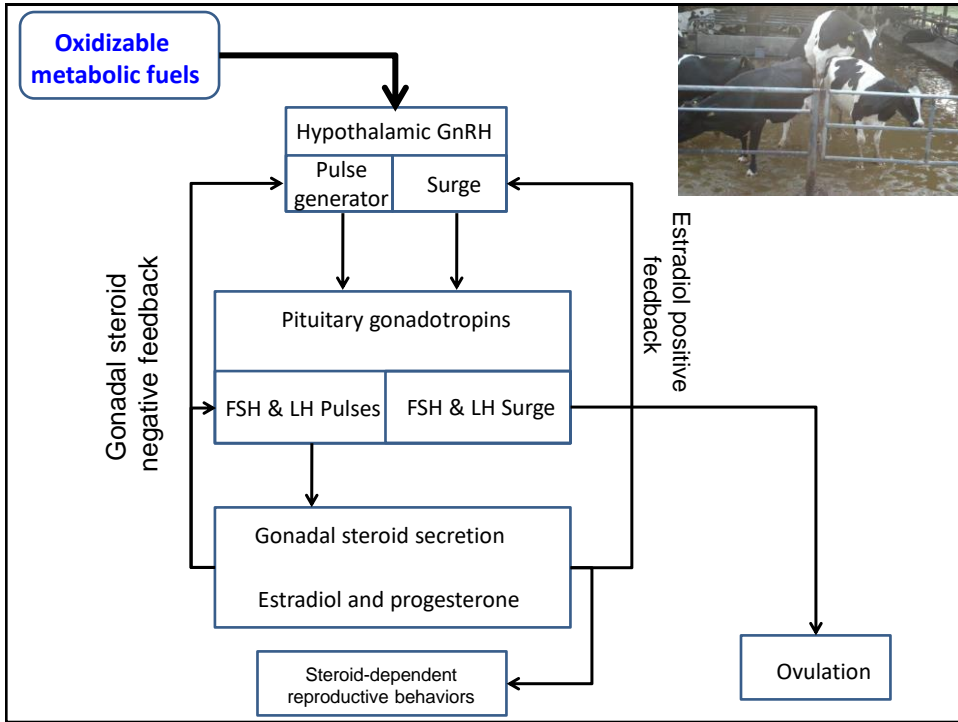 Oxidizable
metabolic fuels
Hypothalamic GnRH
Pulse
generator
Surge
Gonadal steroid
negative feedback
Estradiol positive
feedback
Pituitary gonadotropins
FSH & LH Pulses
FSH & LH Surge
Gonadal steroid secretion
Estradiol and progesterone
Steroid-dependent
reproductive behaviors
Ovulation